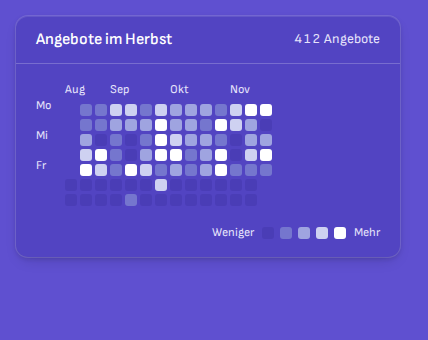 Angebote im Herbst 412 Angebote
Aug Sep Okt Nov
Mo
Mi
Fr
Weniger Mehr